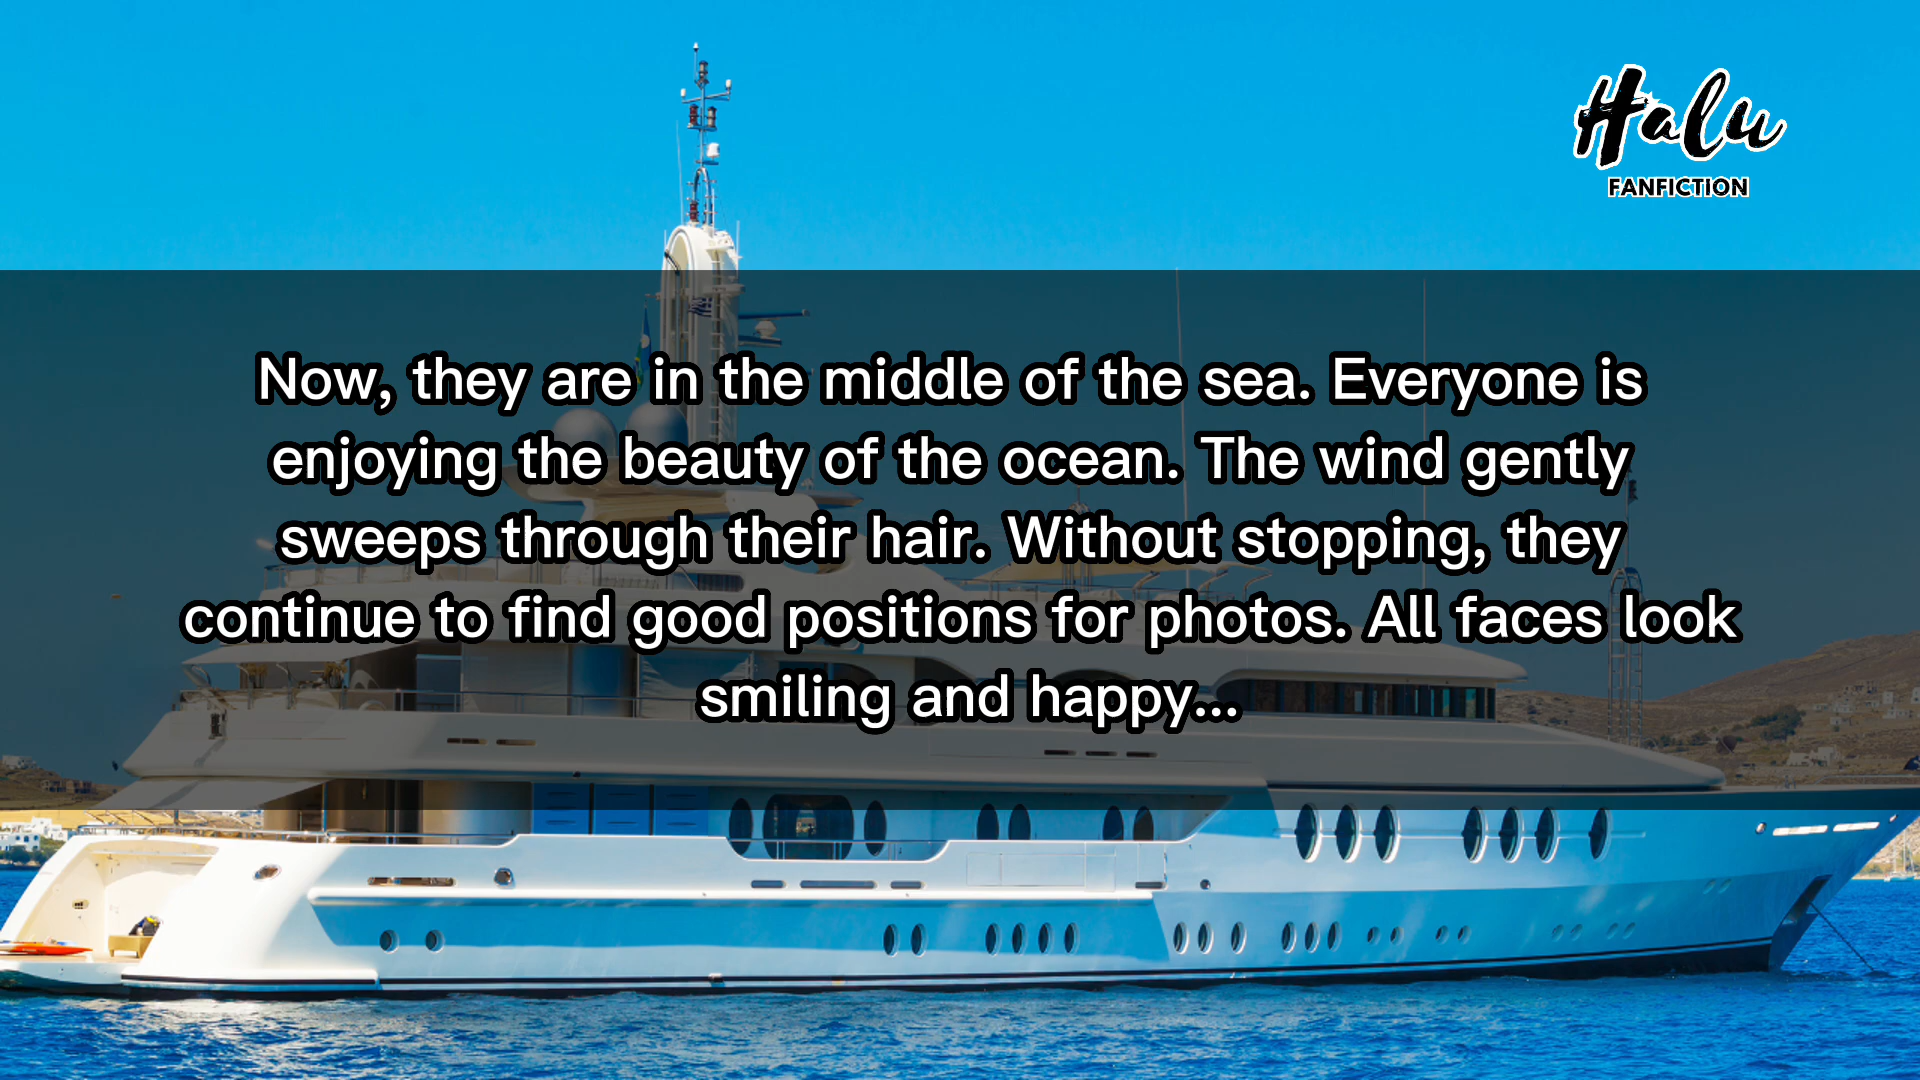 Halu
FANFICTION
Now, they are in the middle of the sea. Everyone is
enjoying the beauty of the ocean. The wind gently
sweeps through their hair. Without stopping, they
continue to find good positions for photos. All faces look
smiling and happy...